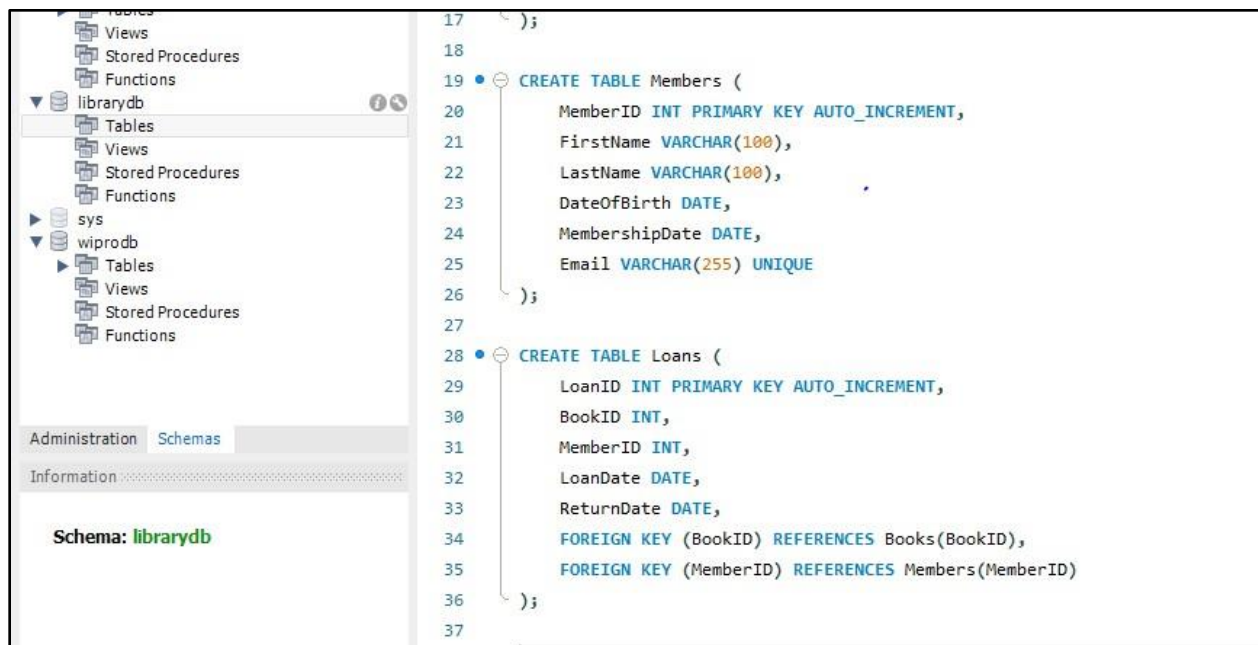 Tables
Views
Stored Procedures
Functions
librarydb
Tables
Views
Stored Procedures
Functions
sys
wiprodb
Tables
Views
Stored Procedures
Functions
Administration Schemas
Information
Schema: librarydb
17 );
18
19 CREATE TABLE Members (
20 MemberID INT PRIMARY KEY AUTO_INCREMENT,
21 FirstName VARCHAR(100),
22 LastName VARCHAR(100),
23 DateOfBirth DATE,
24 MembershipDate DATE,
25 Email VARCHAR(255) UNIQUE
26 );
27
28 CREATE TABLE Loans (
29 LoanID INT PRIMARY KEY AUTO_INCREMENT,
30 BookID INT,
31 MemberID INT,
32 LoanDate DATE,
33 ReturnDate DATE,
34 FOREIGN KEY (BookID) REFERENCES Books(BookID),
35 FOREIGN KEY (MemberID) REFERENCES Members(MemberID)
36 );
37